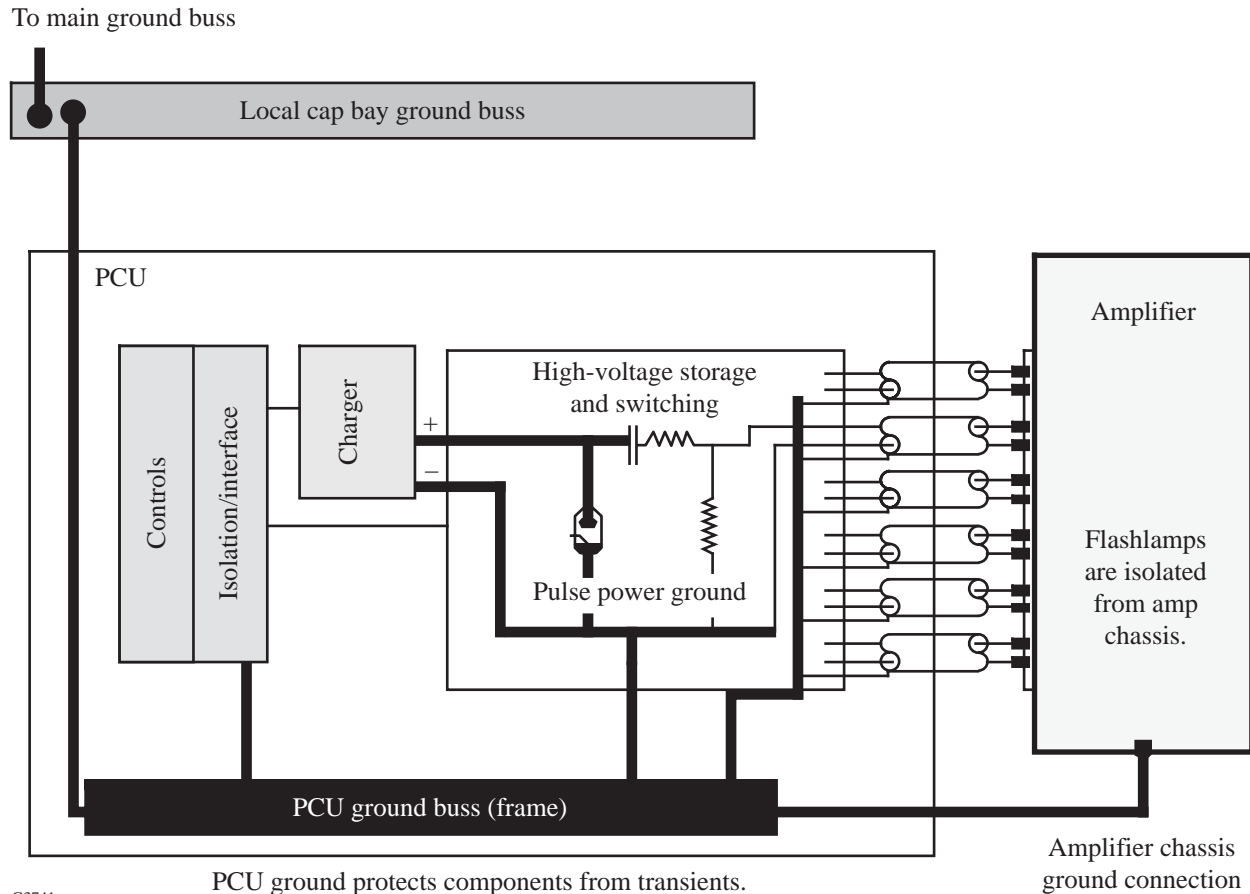 To main ground buss
Local cap bay ground buss
PCU
Controls
Isolation/interface
Charger
+
–
High-voltage storage
and switching
Pulse power ground
Amplifier
Flashlamps
are isolated
from amp
chassis.
PCU ground buss (frame)
PCU ground protects components from transients.
Amplifier chassis
ground connection